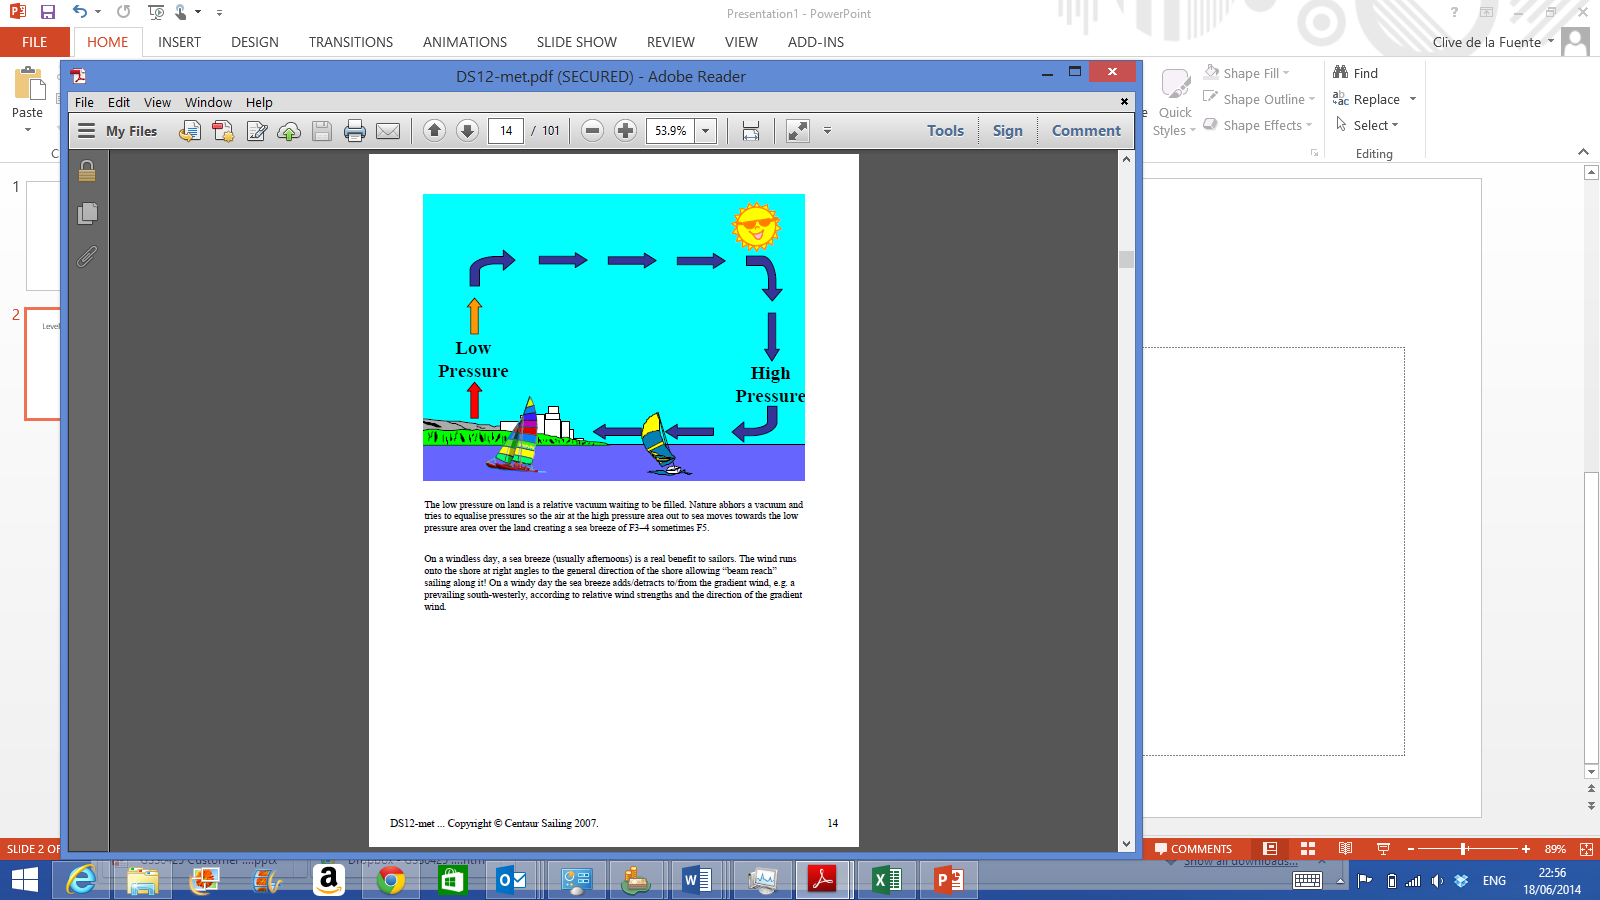 Presentation1 - PowerPoint
FILE
HOME
INSERT
DESIGN
TRANSITIONS
ANIMATIONS
SLIDE SHOW
REVIEW
VIEW
ADD-INS
Clive de la Fuente
Paste
Quick
Styles
Shape Fill
Shape Outline
Shape Effects
Find
Replace
Select
Editing
DS12-met.pdf (SECURED) - Adobe Reader
File Edit View Window Help
My Files
14 / 101
53.9%
Tools
Sign
Comment
1
2
Low
Pressure
High
Pressure
The low pressure on land is a relative vacuum waiting to be filled. Nature abhors a vacuum and
tries to equalise pressures so the air at the high pressure area out to sea moves towards the low
pressure area over the land creating a sea breeze of F3–4 sometimes F5.
On a windless day, a sea breeze (usually afternoons) is a real benefit to sailors. The wind runs
onto the shore at right angles to the general direction of the shore allowing “beam reach”
sailing along it! On a windy day the sea breeze adds/detracts to/from the gradient wind, e.g. a
prevailing south-westerly, according to relative wind strengths and the direction of the gradient
wind.
DS12-met ... Copyright © Centaur Sailing 2007.
14
SLIDE 2 OF
COMMENTS
89%
Show all downloads...
ENG
22:56
18/06/2014